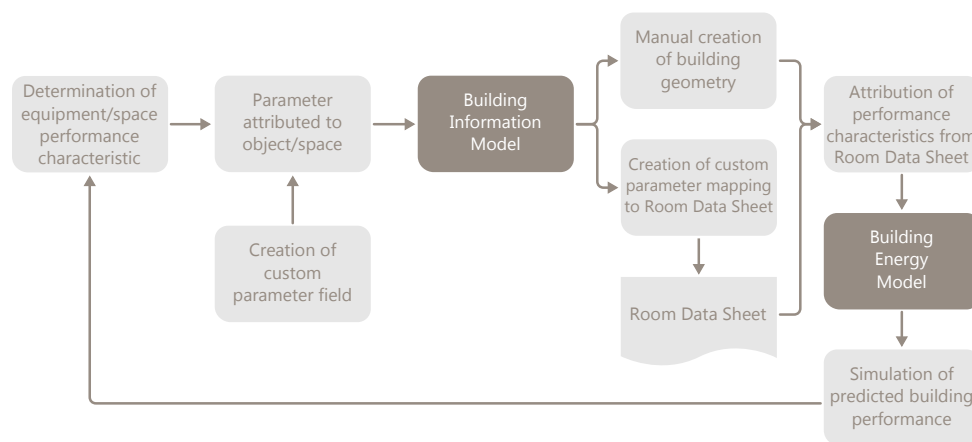 Determination of
equipment/space
performance
characteristic
Parameter
attributed to
object/space
Creation of
custom
parameter field
Building
Information
Model
Manual creation
of building
geometry
Creation of custom
parameter mapping
to Room Data Sheet
Room Data Sheet
Attribution of
performance
characteristics from
Room Data Sheet
Building
Energy
Model
Simulation of
predicted building
performance